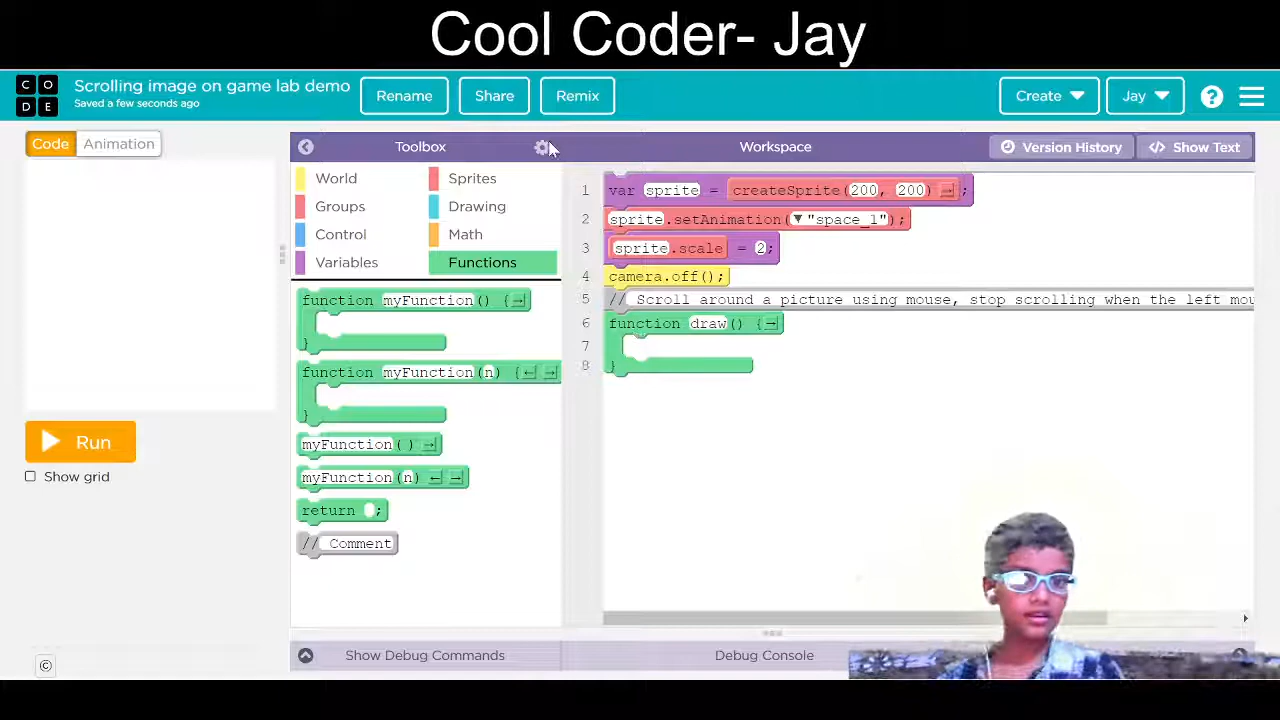 Cool Coder- Jay
C O
D E
Scrolling image on game lab demo
Saved a few seconds ago
Rename
Share
Remix
Create
Jay
?
Code
Animation
Toolbox
Workspace
Version History
</> Show Text
World
Sprites
Groups
Drawing
Control
Math
Variables
Functions
function myFunction() {→
}
function myFunction(n) {← →
}
myFunction() →
myFunction(n) ← →
return ;
// Comment
1 var sprite = createSprite(200, 200) → ;
2 sprite.setAnimation(▼"space_1");
3 sprite.scale = 2;
4 camera.off();
5 // Scroll around a picture using mouse, stop scrolling when the left mou
6 function draw() {→
7
8 }
Run
Show grid
©
Show Debug Commands
Debug Console